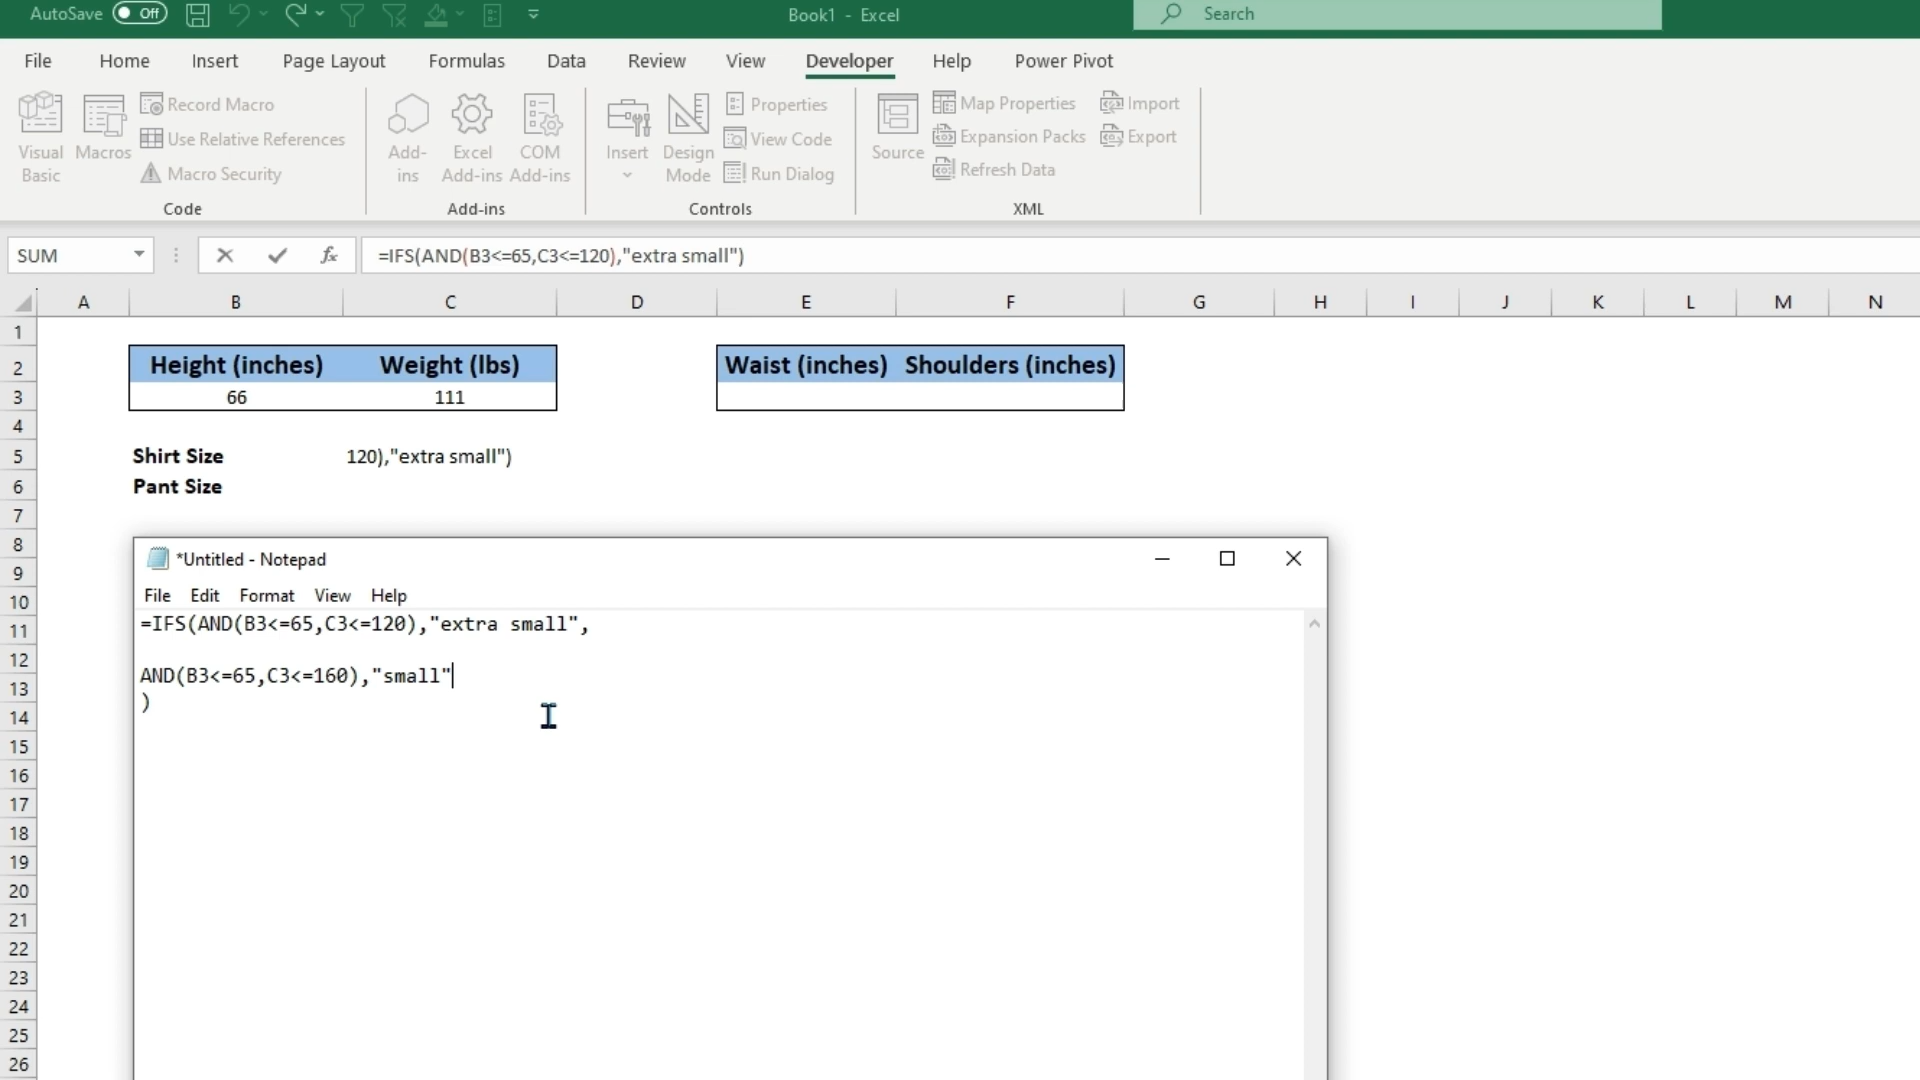 AutoSave Off Book1 - Excel Search
File Home Insert Page Layout Formulas Data Review View Developer Help Power Pivot
Visual Basic
Macros
Record Macro
Use Relative References
Macro Security
Code
Add-ins
Excel Add-ins
COM Add-ins
Add-ins
Insert
Design Mode
Properties
View Code
Run Dialog
Controls
Source
Map Properties
Expansion Packs
Refresh Data
Import
Export
XML
SUM fx =IFS(AND(B3<=65,C3<=120),"extra small")
A B C D E F G H I J K L M N
1
2 Height (inches) Weight (lbs) Waist (inches) Shoulders (inches)
3 66 111
4
5 Shirt Size 120),"extra small")
6 Pant Size
7
8
9
10
11
12
13
14
15
16
17
18
19
20
21
22
23
24
25
26
*Untitled - Notepad
File Edit Format View Help
=IFS(AND(B3<=65,C3<=120),"extra small",
AND(B3<=65,C3<=160),"small"
)